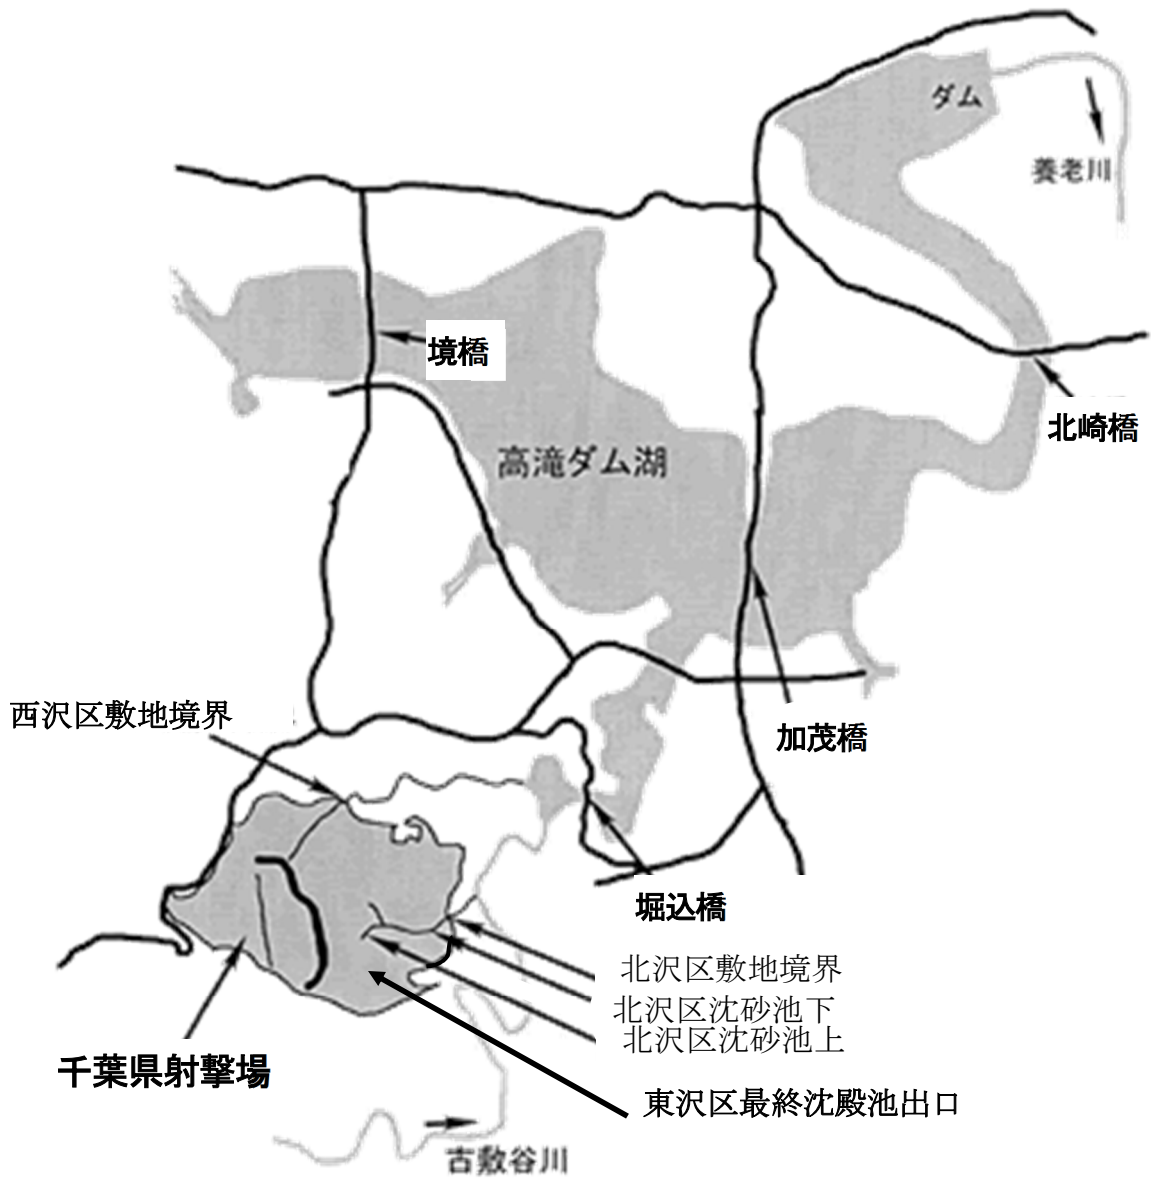 ダム
養老川
境橋
北崎橋
高滝ダム湖
西沢区敷地境界
加茂橋
堀込橋
北沢区敷地境界
北沢区沈砂池下
北沢区沈砂池上
千葉県射撃場
東沢区最終沈殿池出口
古敷谷川